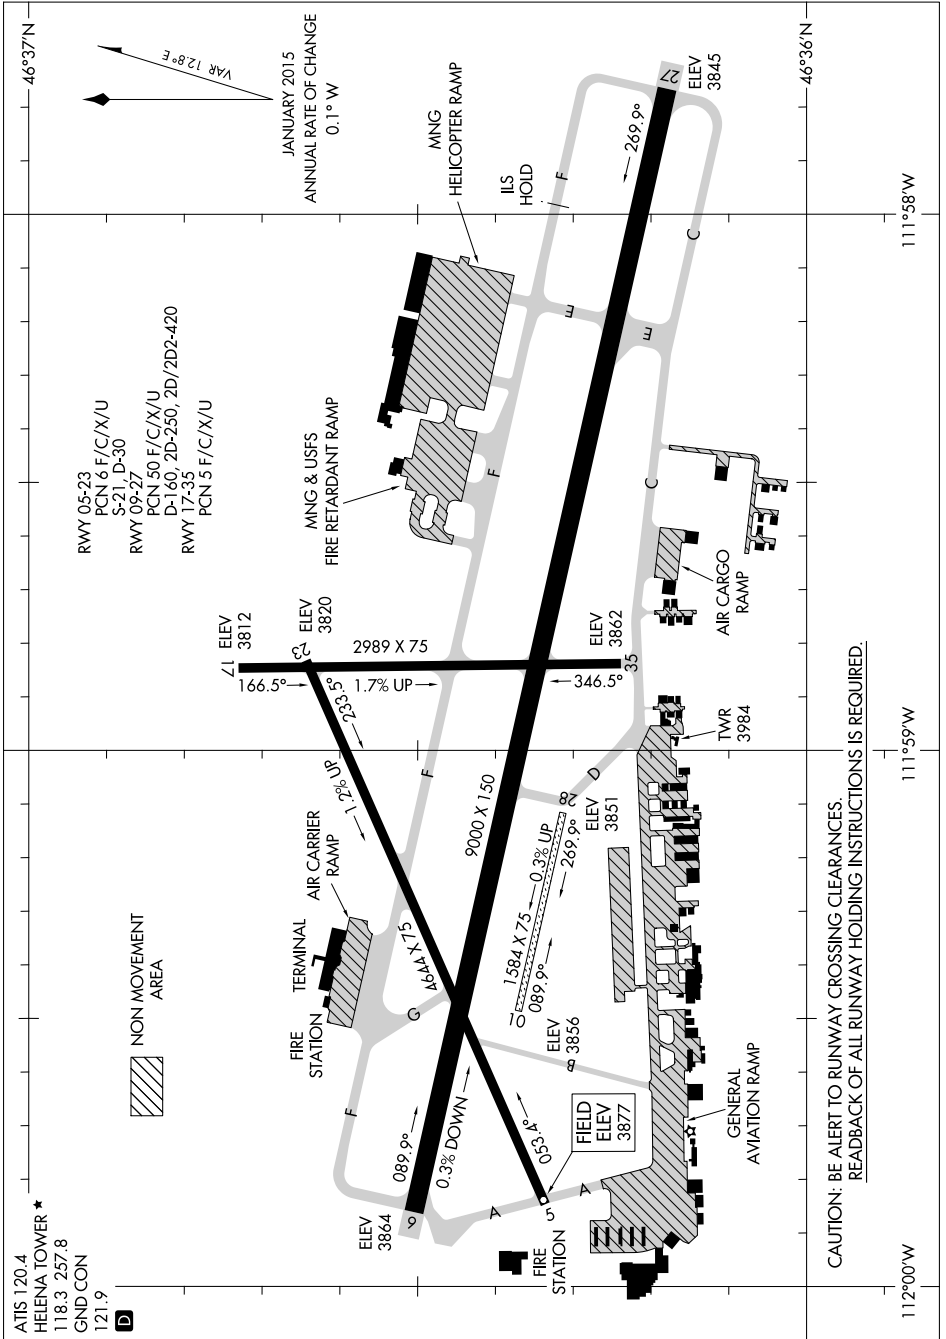 ATIS 120.4
HELENA TOWER ★
118.3 257.8
GND CON
121.9
D
NON MOVEMENT
AREA
RWY 05-23
PCN 6 F/C/X/U
S-21, D-30
RWY 09-27
PCN 50 F/C/X/U
D-160, 2D-250, 2D/2D2-420
RWY 17-35
PCN 5 F/C/X/U
VAR 12.8° E
JANUARY 2015
ANNUAL RATE OF CHANGE
0.1° W
46°37'N
46°36'N
112°00'W
111°59'W
111°58'W
FIRE
STATION
TERMINAL
AIR CARRIER
RAMP
17
ELEV
3812
23
ELEV
3820
166.5°
1.7% UP
2989 X 75
233.5°
1.2% UP
4644 X 75
MNG & USFS
FIRE RETARDANT RAMP
MNG
HELICOPTER RAMP
ILS
HOLD
F
F
F
F
G
E
E
C
C
D
B
A
A
9
ELEV
3864
089.9°
0.3% DOWN
9000 X 150
269.9°
27
ELEV
3845
5
053.4°
FIELD
ELEV
3877
10
ELEV
3856
089.9°
1584 X 75
0.3% UP
269.9°
28
ELEV
3851
346.5°
35
ELEV
3862
FIRE
STATION
GENERAL
AVIATION RAMP
TWR
3984
AIR CARGO
RAMP
CAUTION: BE ALERT TO RUNWAY CROSSING CLEARANCES.
READBACK OF ALL RUNWAY HOLDING INSTRUCTIONS IS REQUIRED.